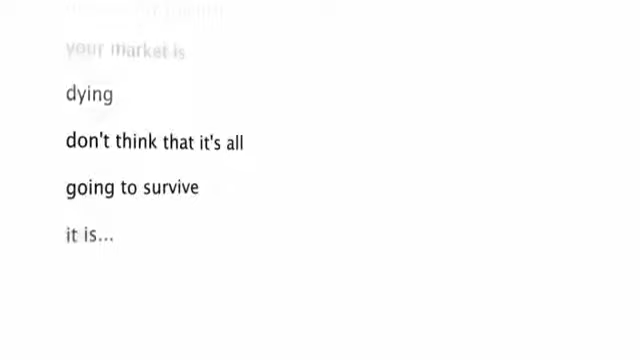 your market is
dying
don't think that it's all
going to survive
it is...